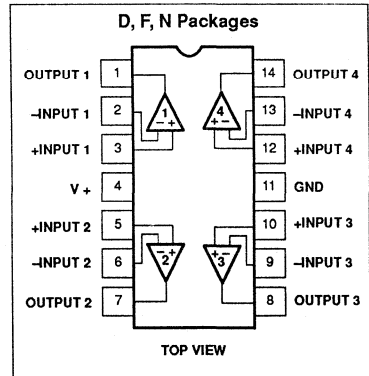 D, F, N Packages
OUTPUT 1 1 14 OUTPUT 4
–INPUT 1 2 1 4 13 –INPUT 4
– + + –
+INPUT 1 3 12 +INPUT 4
V + 4 11 GND
+INPUT 2 5 10 +INPUT 3
– + + –
–INPUT 2 6 2 3 9 –INPUT 3
OUTPUT 2 7 8 OUTPUT 3
TOP VIEW